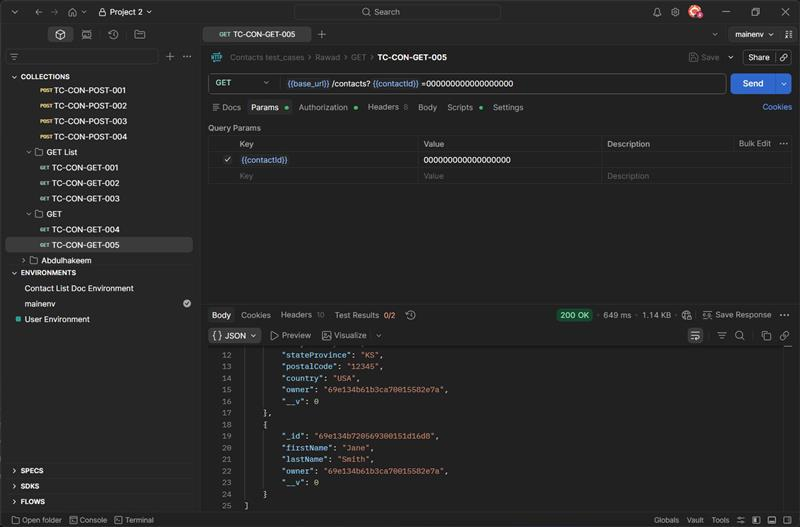 Project 2
Search
TC-CON-GET-005
mainenv
Contacts test_cases › Rawad › GET › TC-CON-GET-005
Save
Share
GET
{{base_url}} /contacts? {{contactId}} =000000000000000000
Send
Docs Params Authorization Headers 8 Body Scripts Settings
Cookies
Query Params
Key Value Description Bulk Edit
{{contactId}} 000000000000000000
Key Value Description
COLLECTIONS
POST TC-CON-POST-001
POST TC-CON-POST-002
POST TC-CON-POST-003
POST TC-CON-POST-004
GET List
GET TC-CON-GET-001
GET TC-CON-GET-002
GET TC-CON-GET-003
GET
GET TC-CON-GET-004
GET TC-CON-GET-005
Abdulhakeem
ENVIRONMENTS
Contact List Doc Environment
mainenv
User Environment
SPECS
SDKS
FLOWS
Body Cookies Headers 10 Test Results 0/2
200 OK • 649 ms • 1.14 KB
Save Response
{} JSON Preview Visualize
12 "stateProvince": "KS",
13 "postalCode": "12345",
14 "country": "USA",
15 "owner": "69e134b61b3ca70015582e7a",
16 "__v": 0
17 },
18 {
19 "_id": "69e134b720569300151d16d8",
20 "firstName": "Jane",
21 "lastName": "Smith",
22 "owner": "69e134b61b3ca70015582e7a",
23 "__v": 0
24 }
25 ]
Open folder Console Terminal
Globals Vault Tools